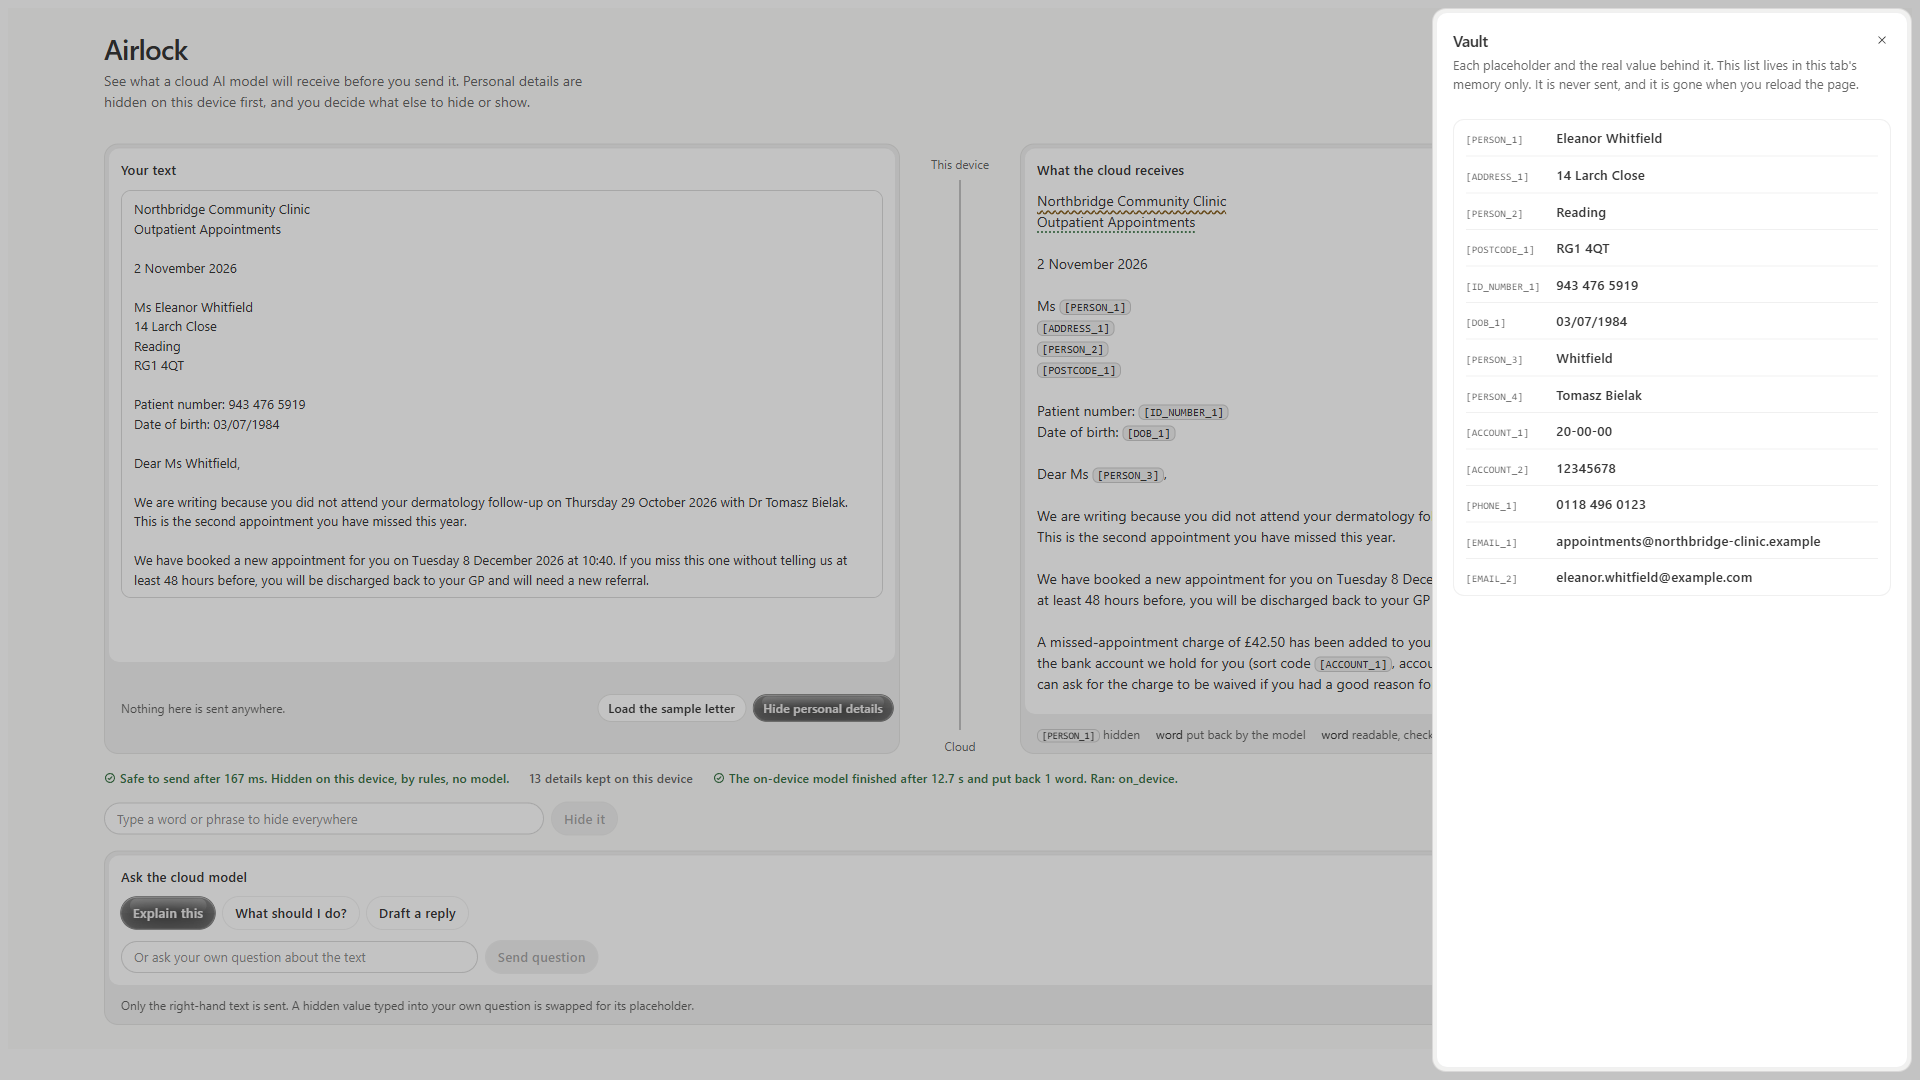 Airlock
See what a cloud AI model will receive before you send it. Personal details are
hidden on this device first, and you decide what else to hide or show.
Your text
Northbridge Community Clinic
Outpatient Appointments
2 November 2026
Ms Eleanor Whitfield
14 Larch Close
Reading
RG1 4QT
Patient number: 943 476 5919
Date of birth: 03/07/1984
Dear Ms Whitfield,
We are writing because you did not attend your dermatology follow-up on Thursday 29 October 2026 with Dr Tomasz Bielak.
This is the second appointment you have missed this year.
We have booked a new appointment for you on Tuesday 8 December 2026 at 10:40. If you miss this one without telling us at
least 48 hours before, you will be discharged back to your GP and will need a new referral.
Nothing here is sent anywhere.
Load the sample letter
Hide personal details
This device
Cloud
What the cloud receives
Northbridge Community Clinic
Outpatient Appointments
2 November 2026
Ms [PERSON_1]
[ADDRESS_1]
[PERSON_2]
[POSTCODE_1]
Patient number: [ID_NUMBER_1]
Date of birth: [DOB_1]
Dear Ms [PERSON_3],
We are writing because you did not attend your dermatology fo
This is the second appointment you have missed this year.
We have booked a new appointment for you on Tuesday 8 Dece
at least 48 hours before, you will be discharged back to your GP
A missed-appointment charge of £42.50 has been added to you
the bank account we hold for you (sort code [ACCOUNT_1], accou
can ask for the charge to be waived if you had a good reason fo
[PERSON_1] hidden word put back by the model word readable, check
Safe to send after 167 ms. Hidden on this device, by rules, no model. 13 details kept on this device The on-device model finished after 12.7 s and put back 1 word. Ran: on_device.
Type a word or phrase to hide everywhere
Hide it
Ask the cloud model
Explain this
What should I do?
Draft a reply
Or ask your own question about the text
Send question
Only the right-hand text is sent. A hidden value typed into your own question is swapped for its placeholder.
Vault
Each placeholder and the real value behind it. This list lives in this tab's
memory only. It is never sent, and it is gone when you reload the page.
[PERSON_1] Eleanor Whitfield
[ADDRESS_1] 14 Larch Close
[PERSON_2] Reading
[POSTCODE_1] RG1 4QT
[ID_NUMBER_1] 943 476 5919
[DOB_1] 03/07/1984
[PERSON_3] Whitfield
[PERSON_4] Tomasz Bielak
[ACCOUNT_1] 20-00-00
[ACCOUNT_2] 12345678
[PHONE_1] 0118 496 0123
[EMAIL_1] appointments@northbridge-clinic.example
[EMAIL_2] eleanor.whitfield@example.com